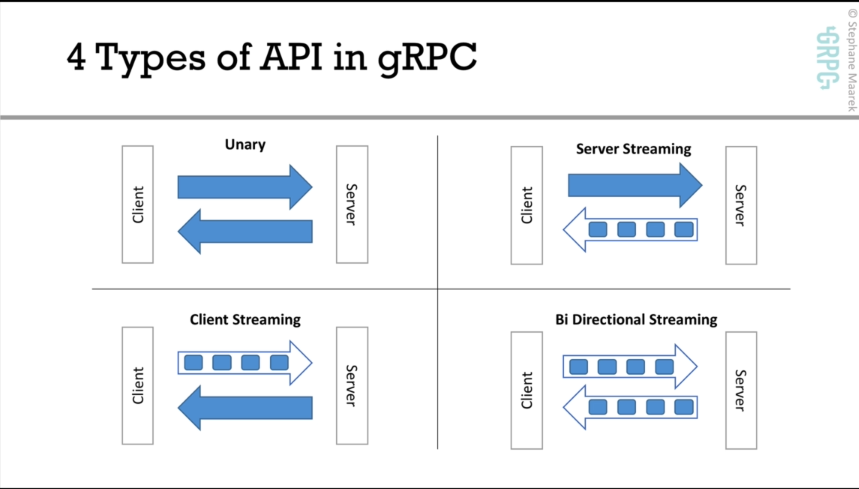 4 Types of API in gRPC
© Stephane Maarek
gRPC
Unary
Client
Server
Server Streaming
Client
Server
Client Streaming
Client
Server
Bi Directional Streaming
Client
Server